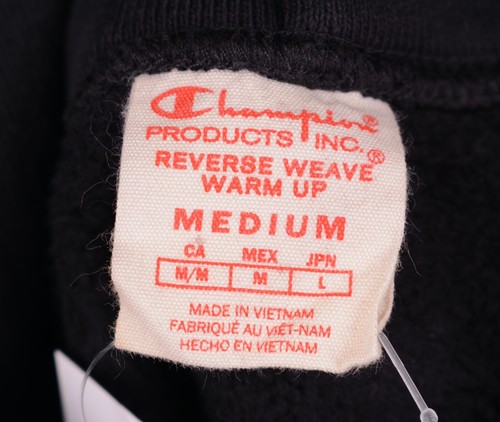 Champion®
PRODUCTS INC.®
REVERSE WEAVE
WARM UP
MEDIUM
CA MEX JPN
M/M M L
MADE IN VIETNAM
FABRIQUÉ AU VIÊT-NAM
HECHO EN VIETNAM